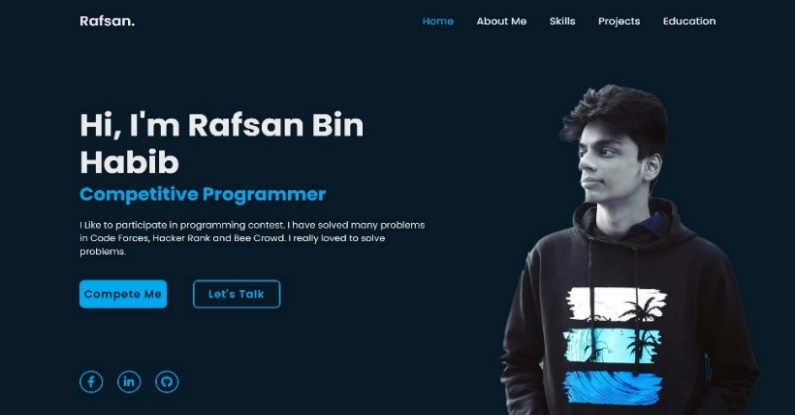 Rafsan.
Home About Me Skills Projects Education
Hi, I'm Rafsan Bin
Habib
Competitive Programmer
I Like to participate in programming contest. I have solved many problems
in Code Forces, Hacker Rank and Bee Crowd. I really loved to solve
problems.
Compete Me
Let's Talk
f in